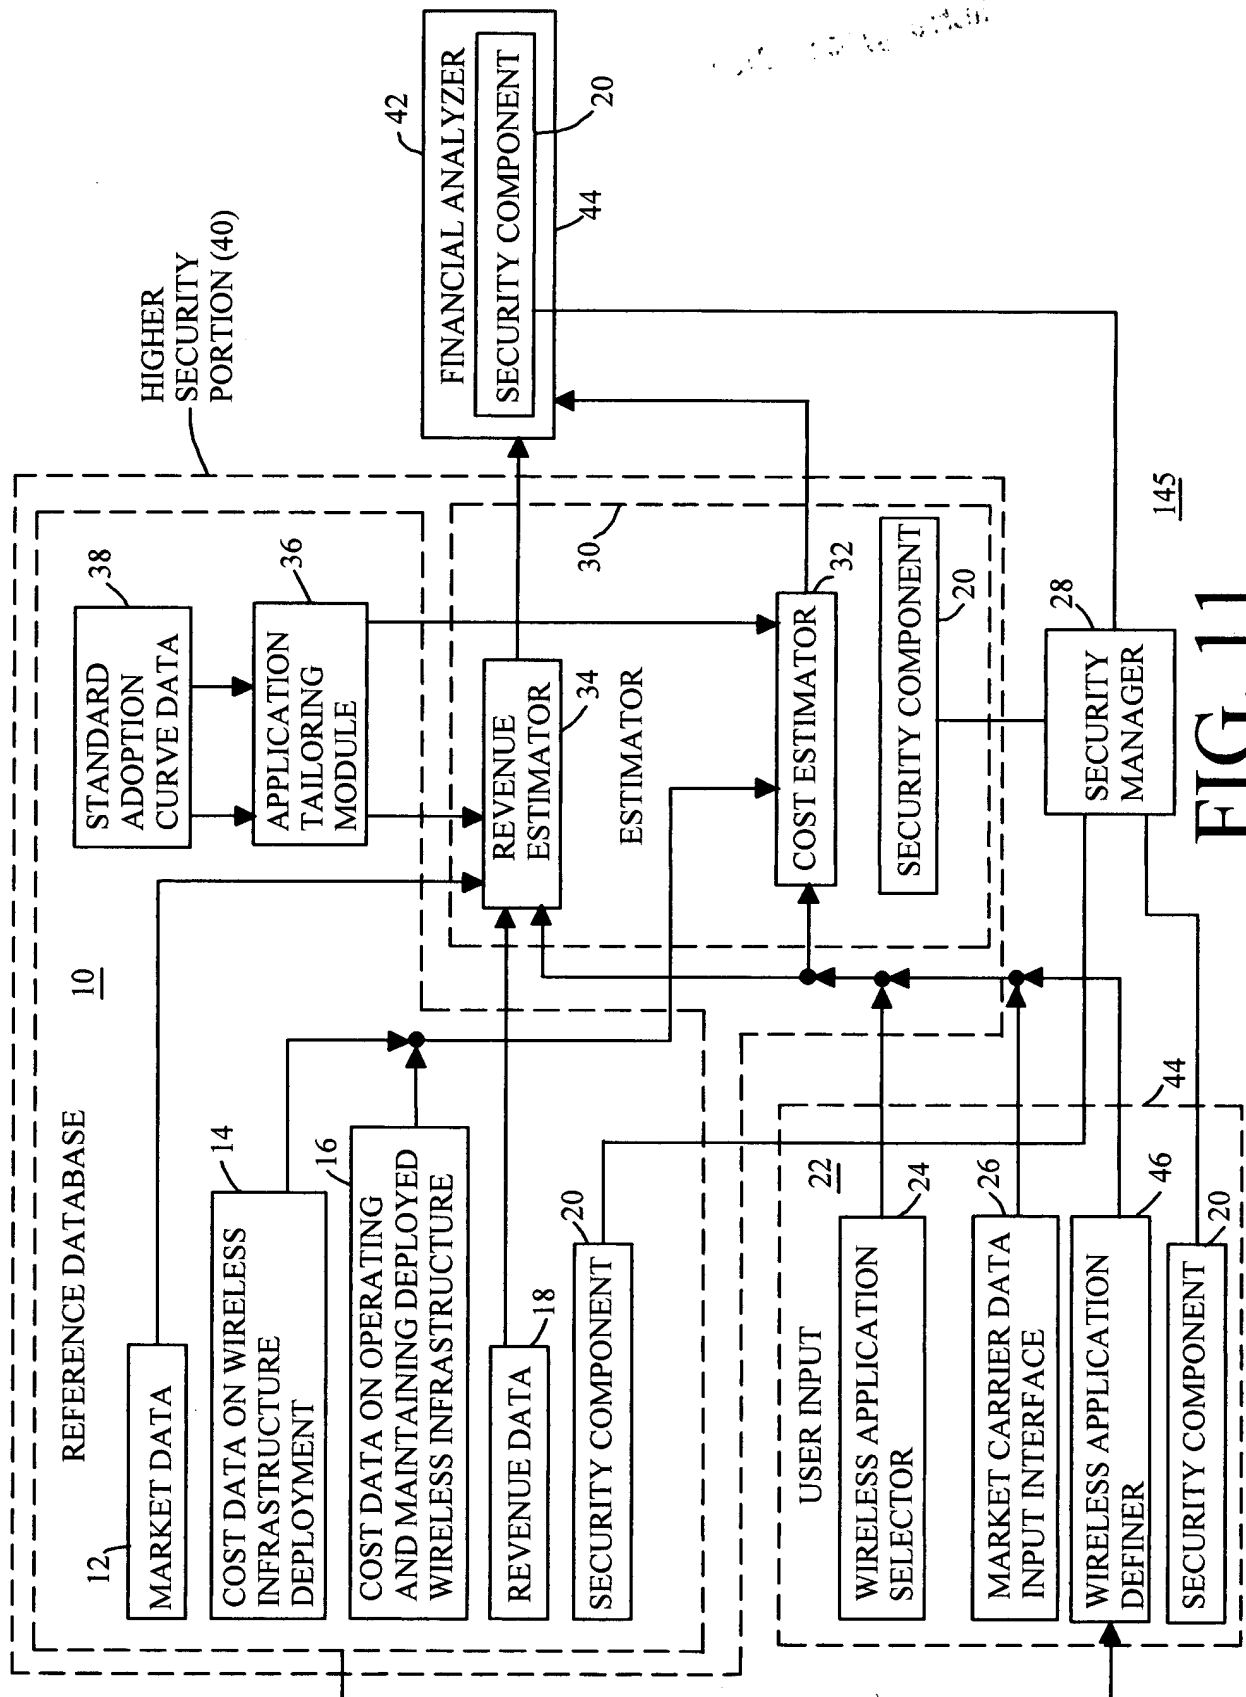 REFERENCE DATABASE
10
12
MARKET DATA
14
COST DATA ON WIRELESS
INFRASTRUCTURE
DEPLOYMENT
16
COST DATA ON OPERATING
AND MAINTAINING DEPLOYED
WIRELESS INFRASTRUCTURE
18
REVENUE DATA
20
SECURITY COMPONENT
38
STANDARD
ADOPTION
CURVE DATA
36
APPLICATION
TAILORING
MODULE
HIGHER
SECURITY
PORTION (40)
30
REVENUE
ESTIMATOR
34
ESTIMATOR
COST ESTIMATOR
32
SECURITY COMPONENT
20
42
FINANCIAL ANALYZER
SECURITY COMPONENT
20
44
USER INPUT
22
WIRELESS APPLICATION
SELECTOR
24
MARKET CARRIER DATA
INPUT INTERFACE
26
WIRELESS APPLICATION
DEFINER
46
SECURITY COMPONENT
20
44
SECURITY
MANAGER
28
145
FIG. 11